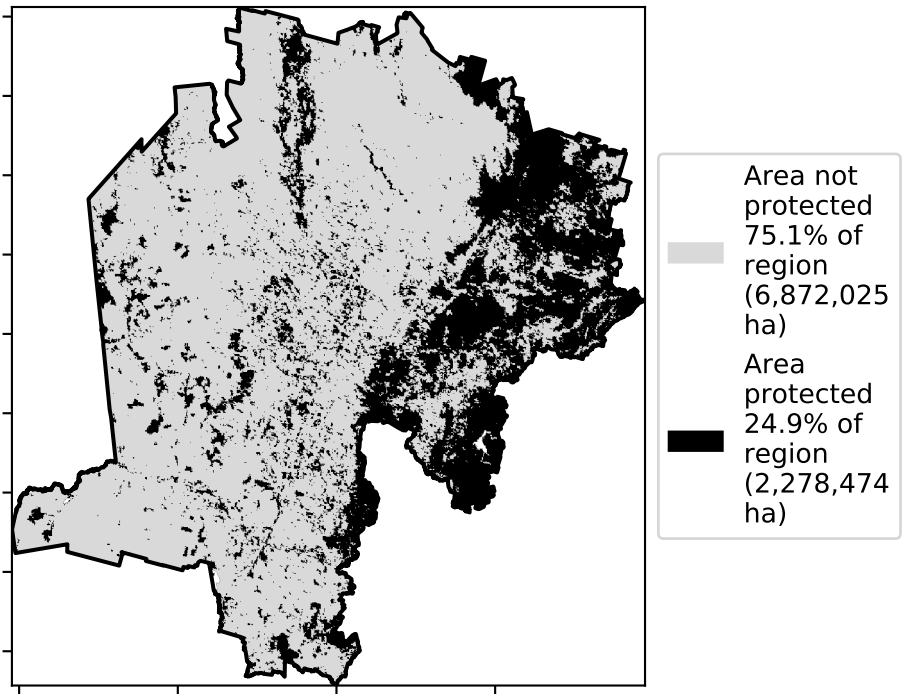 Area not
protected
75.1% of
region
(6,872,025
ha)
Area
protected
24.9% of
region
(2,278,474
ha)